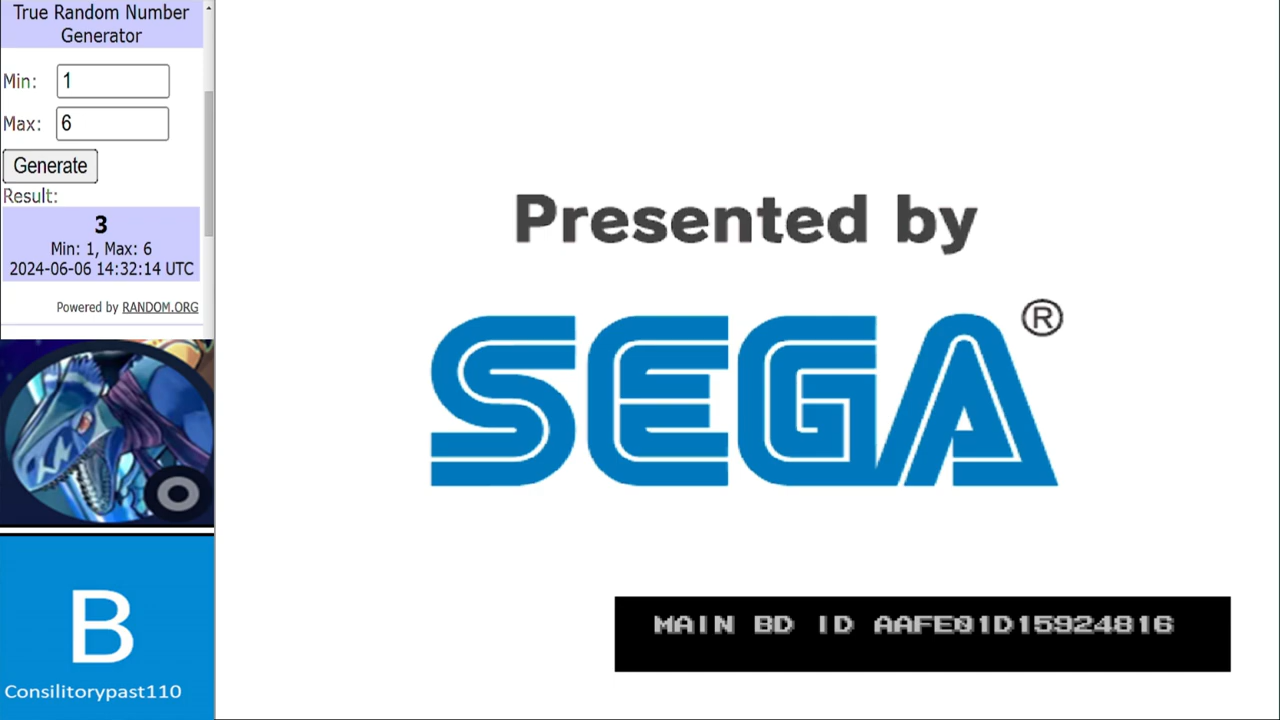 True Random Number
Generator
Min: 1
Max: 6
Generate
Result:
3
Min: 1, Max: 6
2024-06-06 14:32:14 UTC
Powered by RANDOM.ORG
B
Consilitorypast110
Presented by
SEGA®
MAIN BD ID AAFE01D15924816